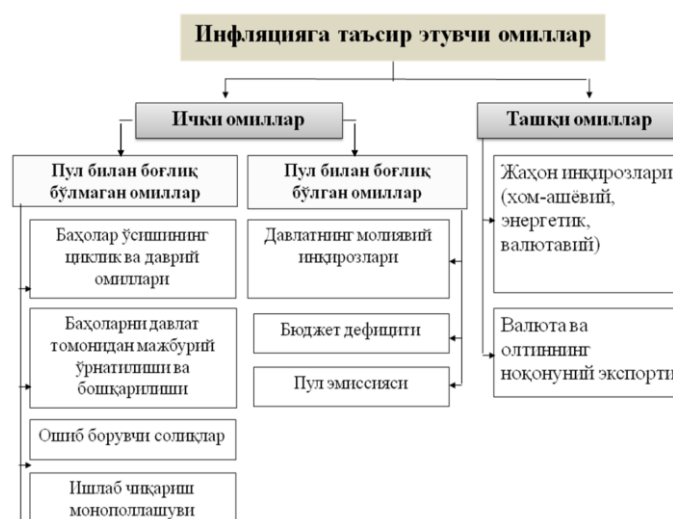 Инфляцияга таъсир этувчи омиллар
Ички омиллар
Ташқи омиллар
Пул билан боғлиқ
бўлмаган омиллар
Пул билан боғлиқ
бўлган омиллар
Баҳолар ўсишининг
циклик ва даврий
омиллари
Баҳоларни давлат
томонидан мажбурий
ўрнатилиши ва
бошқарилиши
Ошиб борувчи солиқлар
Ишлаб чиқариш
монополлашуви
Давлатнинг молиявий
инқирозлари
Бюджет дефицити
Пул эмиссияси
Жаҳон инқирозлари
(хом-ашёвий,
энергетик,
валютавий)
Валюта ва
олтиннинг
ноқонуний экспорти